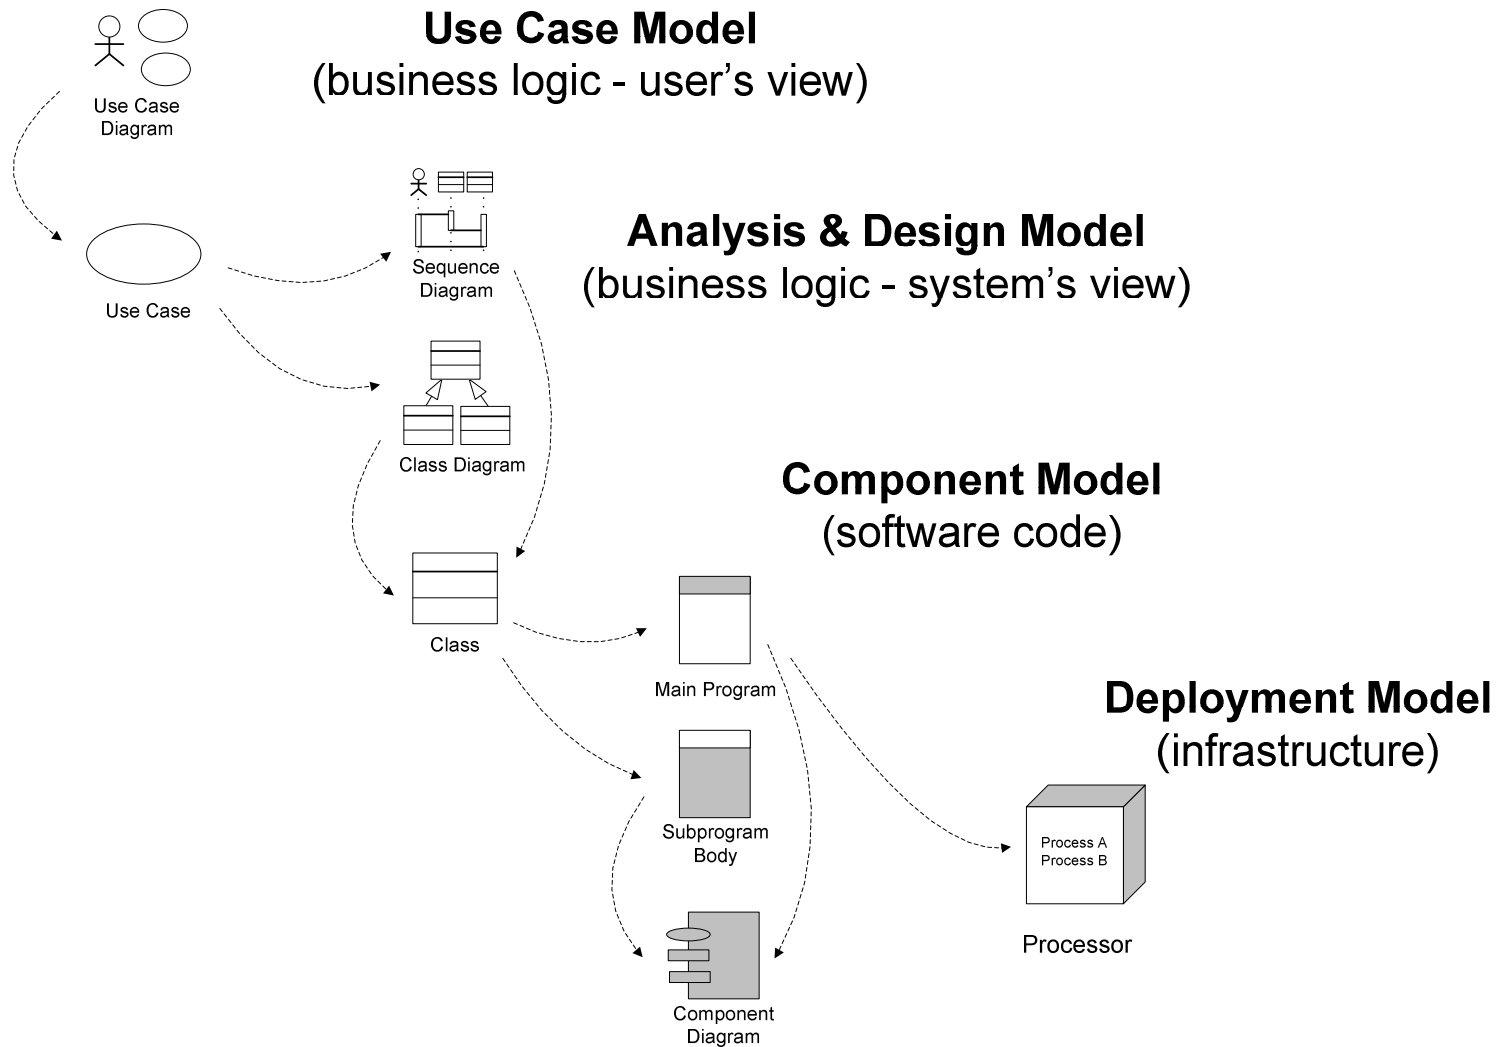 Use Case Model
(business logic - user’s view)
Use Case
Diagram
Analysis & Design Model
(business logic - system’s view)
Sequence
Diagram
Use Case
Class Diagram
Component Model
(software code)
Class
Main Program
Deployment Model
(infrastructure)
Subprogram
Body
Process A
Process B
Processor
Component
Diagram